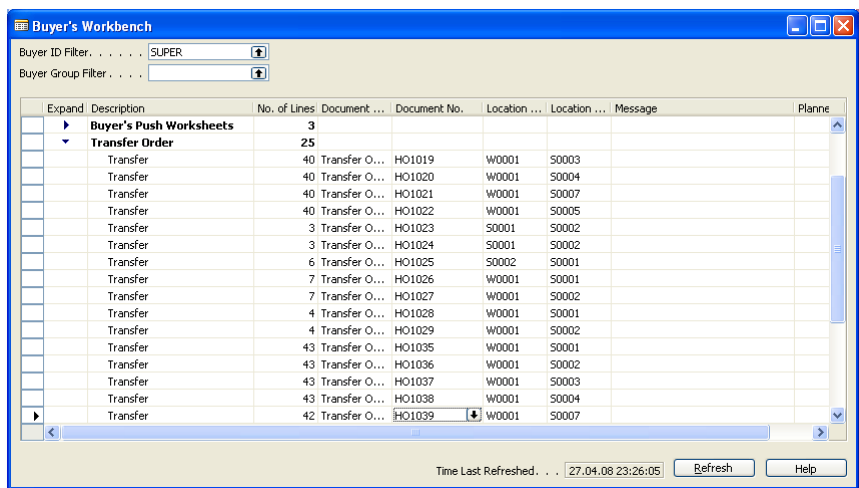 Buyer's Workbench
Buyer ID Filter. . . . . . SUPER
Buyer Group Filter. . . .
Expand Description No. of Lines Document ... Document No. Location ... Location ... Message Planne
Buyer's Push Worksheets 3
Transfer Order 25
Transfer 40 Transfer O... HO1019 W0001 S0003
Transfer 40 Transfer O... HO1020 W0001 S0004
Transfer 40 Transfer O... HO1021 W0001 S0007
Transfer 40 Transfer O... HO1022 W0001 S0005
Transfer 3 Transfer O... HO1023 S0001 S0002
Transfer 3 Transfer O... HO1024 S0001 S0002
Transfer 6 Transfer O... HO1025 S0002 S0001
Transfer 7 Transfer O... HO1026 W0001 S0001
Transfer 7 Transfer O... HO1027 W0001 S0002
Transfer 4 Transfer O... HO1028 W0001 S0001
Transfer 4 Transfer O... HO1029 W0001 S0002
Transfer 43 Transfer O... HO1035 W0001 S0001
Transfer 43 Transfer O... HO1036 W0001 S0002
Transfer 43 Transfer O... HO1037 W0001 S0003
Transfer 43 Transfer O... HO1038 W0001 S0004
Transfer 42 Transfer O... HO1039 W0001 S0007
Time Last Refreshed. . . 27.04.08 23:26:05 Refresh Help